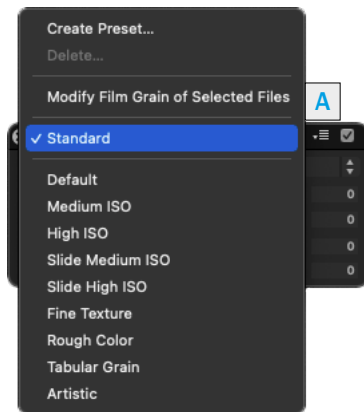 Create Preset...
Delete...
Modify Film Grain of Selected Files
A
✓ Standard
Default
0
Medium ISO
0
High ISO
0
Slide Medium ISO
0
Slide High ISO
Fine Texture
Rough Color
Tabular Grain
Artistic